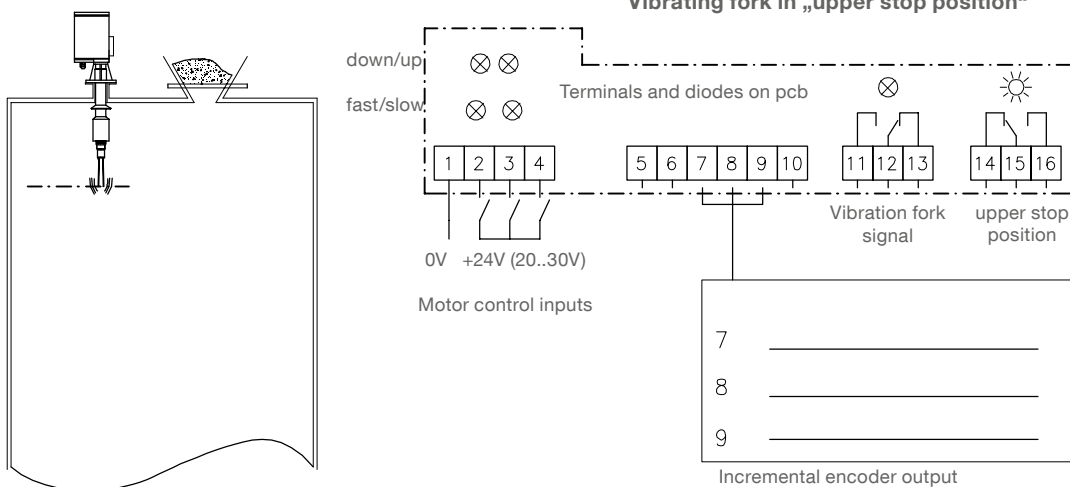 Vibrating fork in „upper stop position“
down/up
fast/slow
Terminals and diodes on pcb
1 2 3 4
5 6 7 8 9 10
11 12 13
14 15 16
Vibration fork
signal
upper stop
position
0V +24V (20..30V)
Motor control inputs
7
8
9
Incremental encoder output